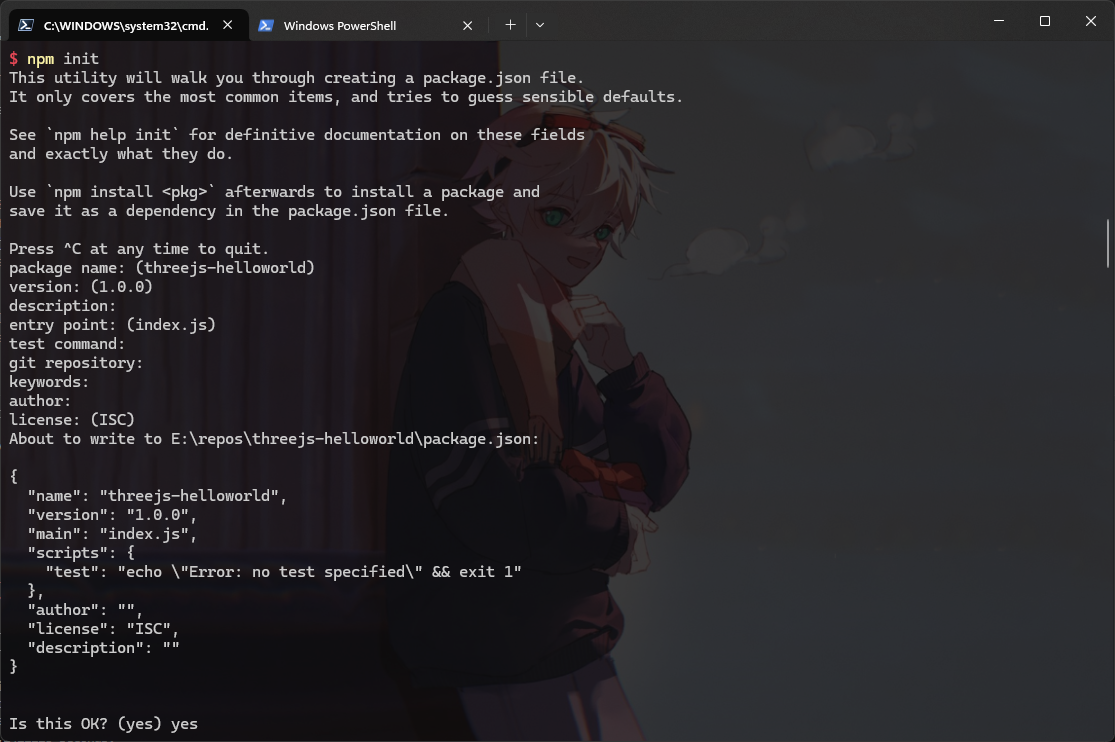 C:\WINDOWS\system32\cmd.
Windows PowerShell
$ npm init
This utility will walk you through creating a package.json file.
It only covers the most common items, and tries to guess sensible defaults.
See `npm help init` for definitive documentation on these fields
and exactly what they do.
Use `npm install <pkg>` afterwards to install a package and
save it as a dependency in the package.json file.
Press ^C at any time to quit.
package name: (threejs-helloworld)
version: (1.0.0)
description:
entry point: (index.js)
test command:
git repository:
keywords:
author:
license: (ISC)
About to write to E:\repos\threejs-helloworld\package.json:
{
  "name": "threejs-helloworld",
  "version": "1.0.0",
  "main": "index.js",
  "scripts": {
    "test": "echo \"Error: no test specified\" && exit 1"
  },
  "author": "",
  "license": "ISC",
  "description": ""
}
Is this OK? (yes) yes